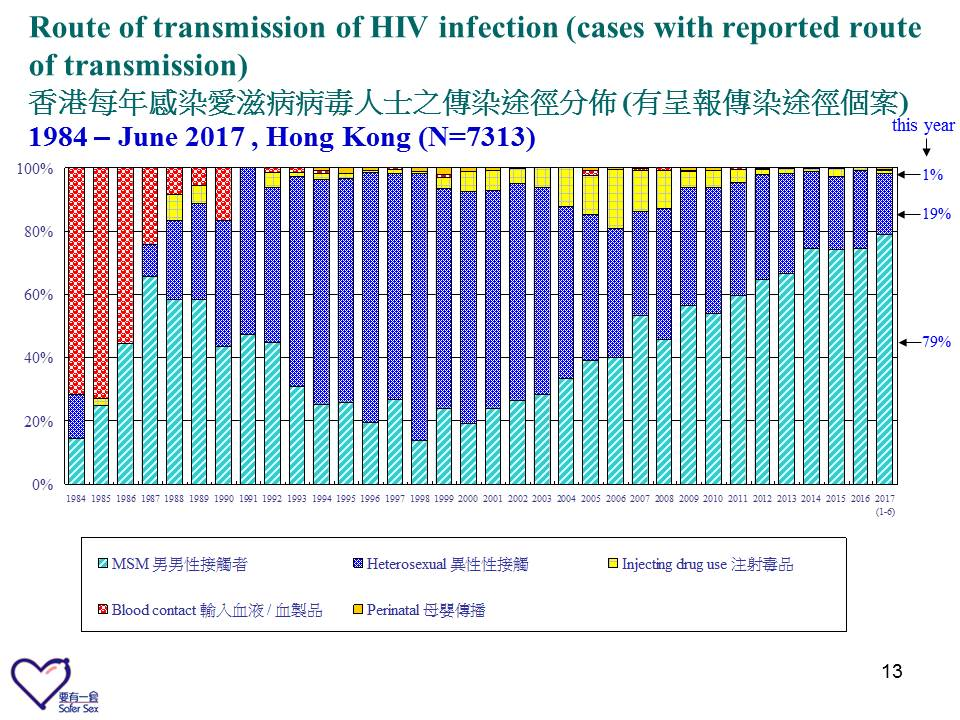 Route of transmission of HIV infection (cases with reported route
of transmission)
香港每年感染愛滋病病毒人士之傳染途徑分佈 (有呈報傳染途徑個案)
1984 – June 2017 , Hong Kong (N=7313)
this year
100%
80%
60%
40%
20%
0%
1%
19%
79%
1984 1985 1986 1987 1988 1989 1990 1991 1992 1993 1994 1995 1996 1997 1998 1999 2000 2001 2002 2003 2004 2005 2006 2007 2008 2009 2010 2011 2012 2013 2014 2015 2016 2017
(1-6)
MSM 男男性接觸者 Heterosexual 異性性接觸 Injecting drug use 注射毒品
Blood contact 輸入血液 / 血製品 Perinatal 母嬰傳播
要有一套
Safer Sex
13